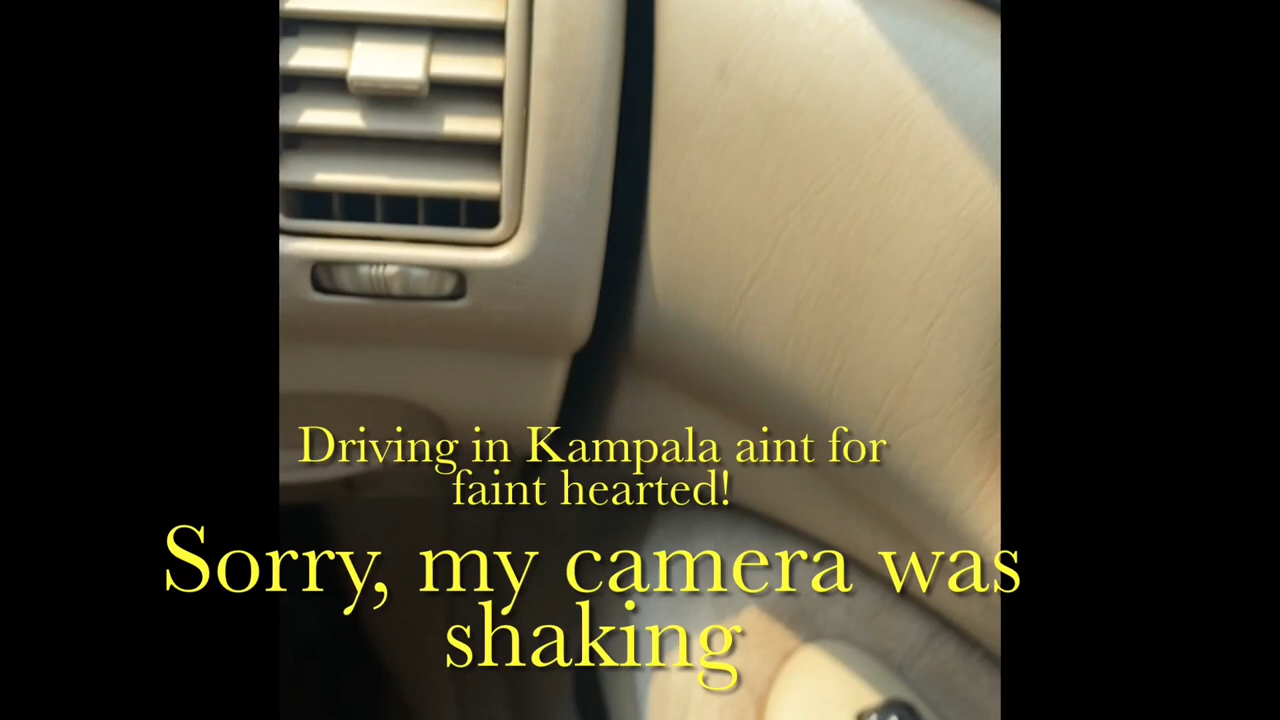 Driving in Kampala aint for
faint hearted!
Sorry, my camera was
shaking